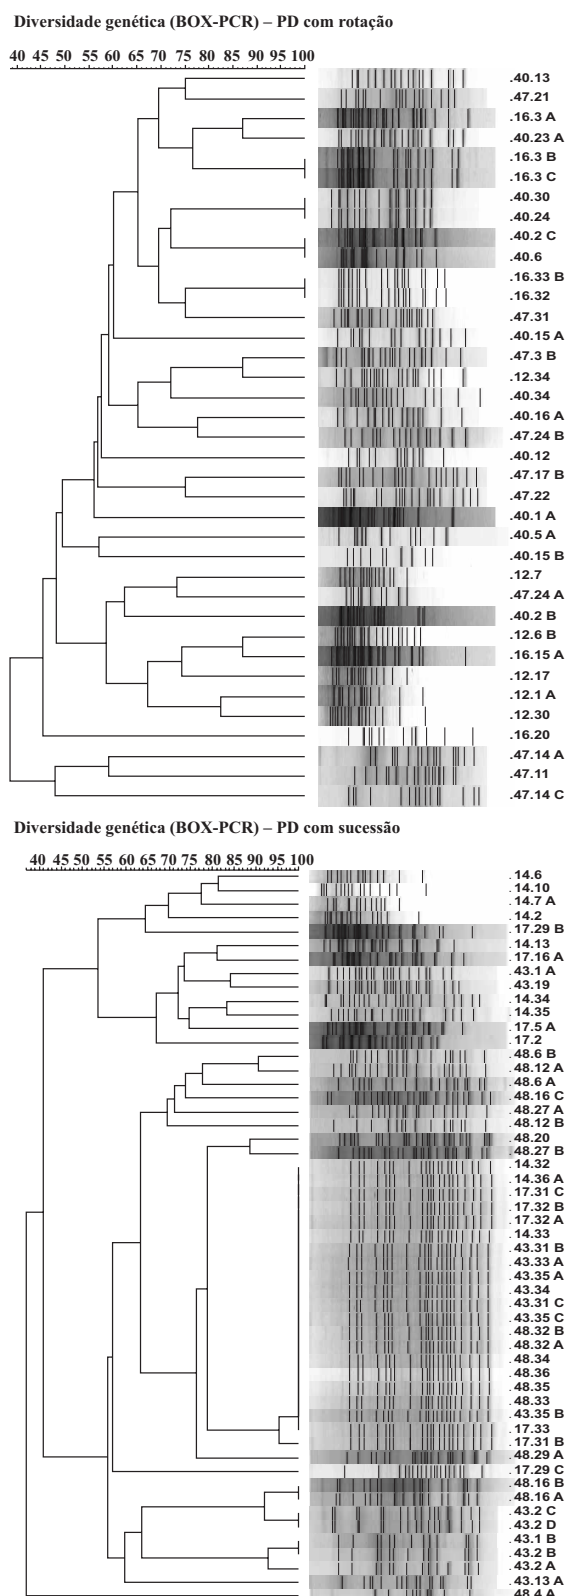 Diversidade genética (BOX-PCR) – PD com rotação
40 45 50 55 60 65 70 75 80 85 90 95 100
.40.13
.47.21
.16.3 A
.40.23 A
.16.3 B
.16.3 C
.40.30
.40.24
.40.2 C
.40.6
.16.33 B
.16.32
.47.31
.40.15 A
.47.3 B
.12.34
.40.34
.40.16 A
.47.24 B
.40.12
.47.17 B
.47.22
.40.1 A
.40.5 A
.40.15 B
.12.7
.47.24 A
.40.2 B
.12.6 B
.16.15 A
.12.17
.12.1 A
.12.30
.16.20
.47.14 A
.47.11
.47.14 C
Diversidade genética (BOX-PCR) – PD com sucessão
40 45 50 55 60 65 70 75 80 85 90 95 100
.14.6
.14.10
.14.7 A
.14.2
.17.29 B
.14.13
.17.16 A
.43.1 A
.43.19
.14.34
.14.35
.17.5 A
.17.2
.48.6 B
.48.12 A
.48.6 A
.48.16 C
.48.27 A
.48.12 B
.48.20
.48.27 B
.14.32
.14.36 A
.17.31 C
.17.32 B
.17.32 A
.14.33
.43.31 B
.43.33 A
.43.35 A
.43.34
.43.31 C
.43.35 C
.48.32 B
.48.32 A
.48.34
.48.36
.48.35
.48.33
.43.35 B
.17.33
.17.31 B
.48.29 A
.17.29 C
.48.16 B
.48.16 A
.43.2 C
.43.2 D
.43.1 B
.43.2 B
.43.2 A
.43.13 A
.48.4 A